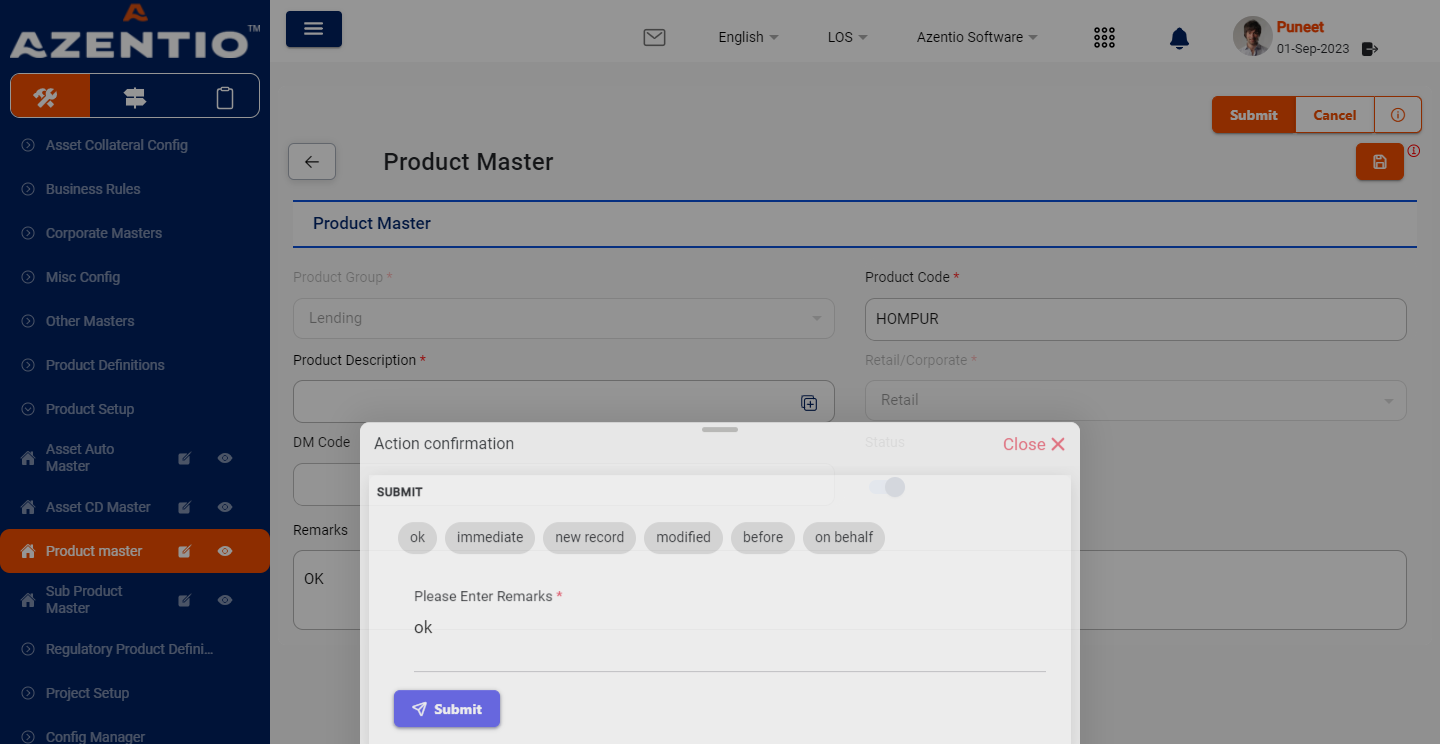 AZENTIO™
English
LOS
Azentio Software
Puneet
01-Sep-2023
Asset Collateral Config
Business Rules
Corporate Masters
Misc Config
Other Masters
Product Definitions
Product Setup
Asset Auto
Master
Asset CD Master
Product master
Sub Product
Master
Regulatory Product Defini...
Project Setup
Config Manager
Submit
Cancel
Product Master
Product Master
Product Group *
Lending
Product Code *
HOMPUR
Product Description *
Retail/Corporate *
Retail
DM Code
Status
Remarks
OK
Action confirmation
Close
SUBMIT
ok
immediate
new record
modified
before
on behalf
Please Enter Remarks *
ok
Submit